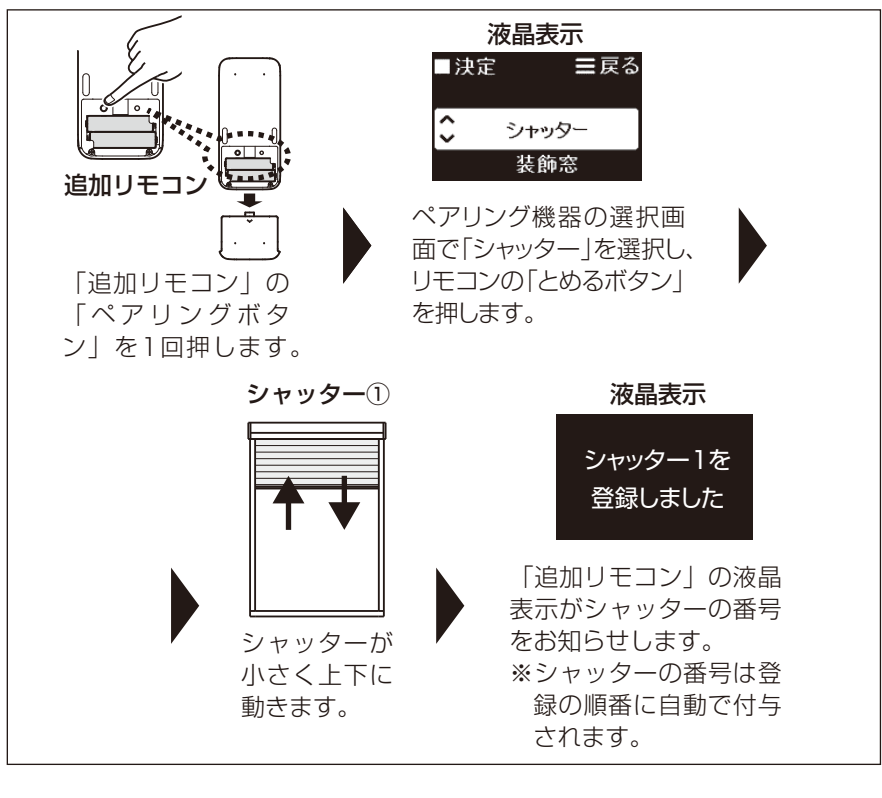 追加リモコン
「追加リモコン」の
「ペアリングボタ
ン」を1回押します。
液晶表示
■決定 ☰戻る
シャッター
装飾窓
ペアリング機器の選択画
面で「シャッター」を選択し、
リモコンの「とめるボタン」
を押します。
シャッター①
シャッターが
小さく上下に
動きます。
液晶表示
シャッター1を
登録しました
「追加リモコン」の液晶
表示がシャッターの番号
をお知らせします。
※シャッターの番号は登
録の順番に自動で付与
されます。